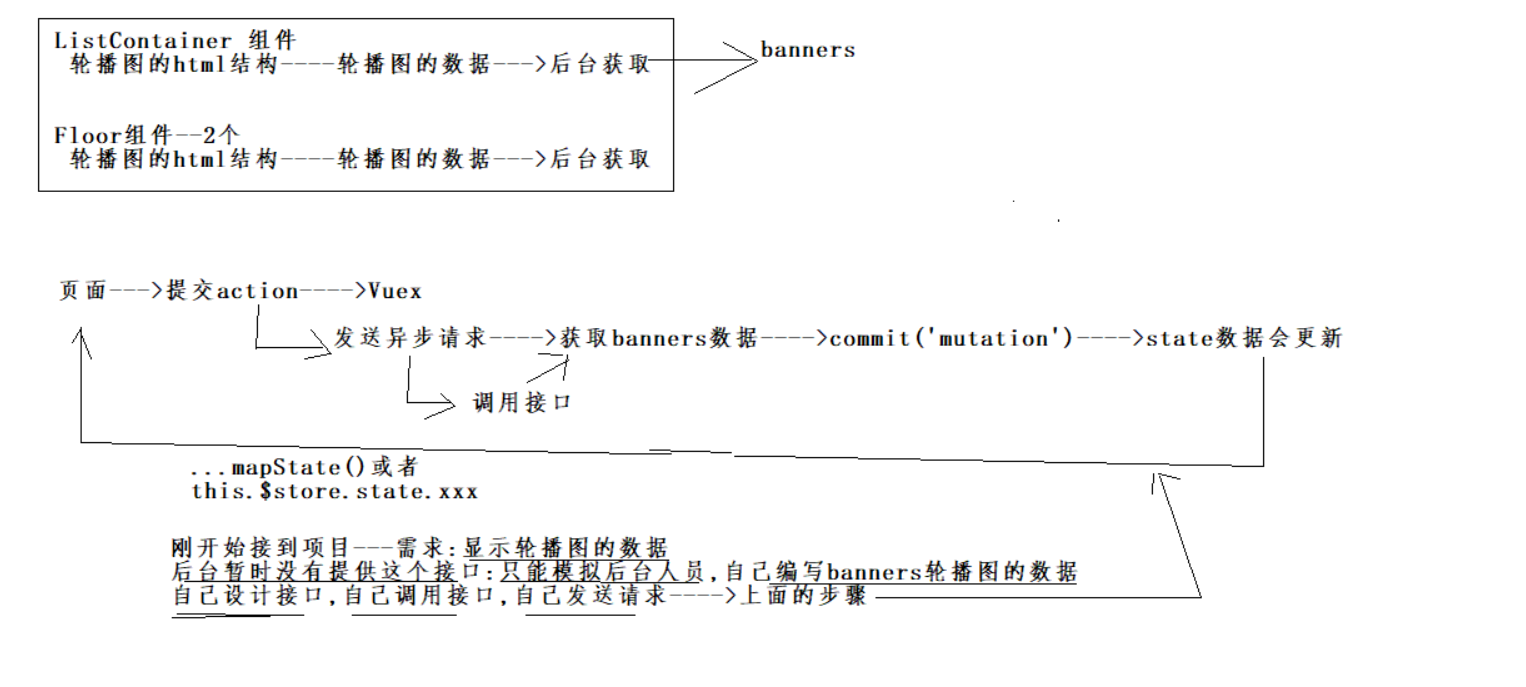 ListContainer 组件
轮播图的html结构----轮播图的数据--->后台获取
banners
Floor组件--2个
轮播图的html结构----轮播图的数据--->后台获取
页面--->提交action---->Vuex
发送异步请求---->获取banners数据---->commit('mutation')---->state数据会更新
调用接口
...mapState()或者
this.$store.state.xxx
刚开始接到项目---需求:显示轮播图的数据
后台暂时没有提供这个接口:只能模拟后台人员,自己编写banners轮播图的数据
自己设计接口,自己调用接口,自己发送请求---->上面的步骤